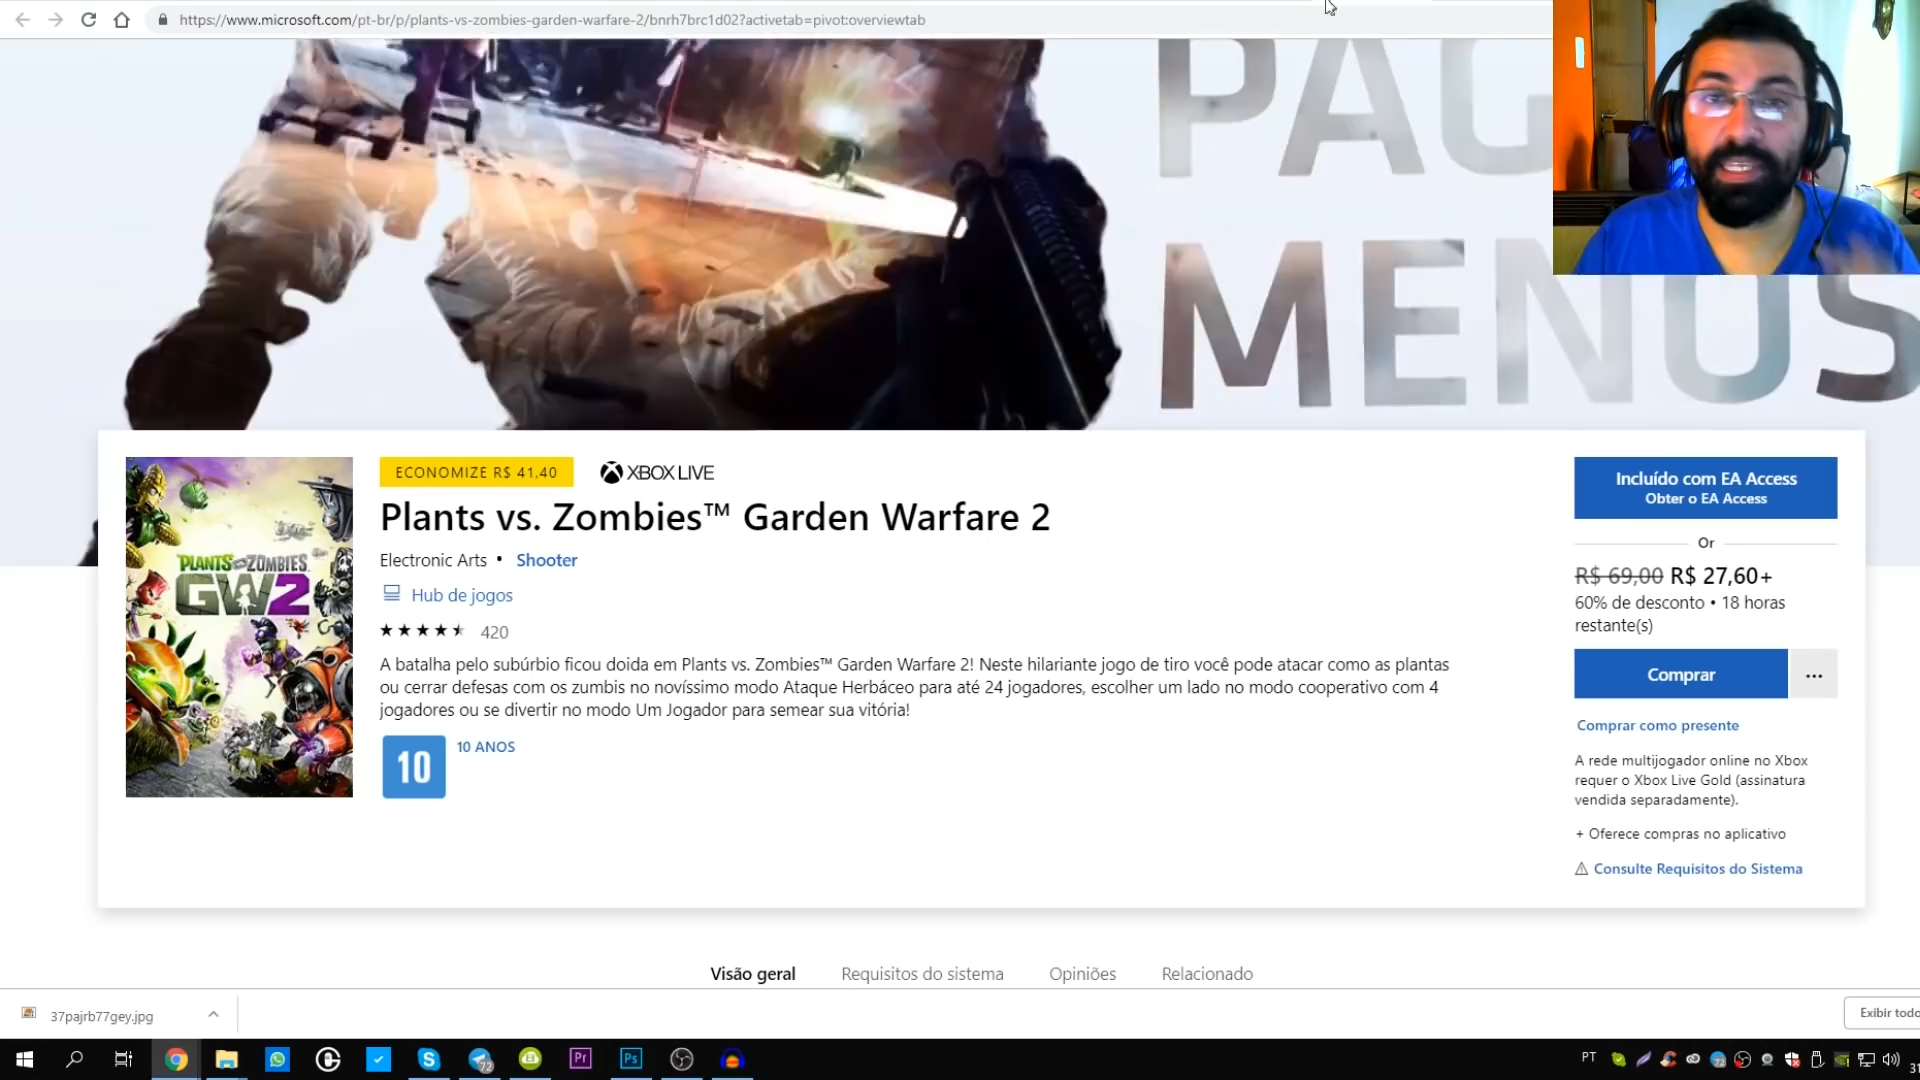 https://www.microsoft.com/pt-br/p/plants-vs-zombies-garden-warfare-2/bnrh7brc1d02?activetab=pivot:overviewtab
PAG
MENOS
PLANTS VS ZOMBIES
GW2
ECONOMIZE R$ 41,40
XBOX LIVE
Plants vs. Zombies™ Garden Warfare 2
Electronic Arts • Shooter
Hub de jogos
420
A batalha pelo subúrbio ficou doida em Plants vs. Zombies™ Garden Warfare 2! Neste hilariante jogo de tiro você pode atacar como as plantas
ou cerrar defesas com os zumbis no novíssimo modo Ataque Herbáceo para até 24 jogadores, escolher um lado no modo cooperativo com 4
jogadores ou se divertir no modo Um Jogador para semear sua vitória!
10
10 ANOS
Incluído com EA Access
Obter o EA Access
Or
R$ 69,00 R$ 27,60+
60% de desconto • 18 horas
restante(s)
Comprar
...
Comprar como presente
A rede multijogador online no Xbox
requer o Xbox Live Gold (assinatura
vendida separadamente).
+ Oferece compras no aplicativo
Consulte Requisitos do Sistema
Visão geral
Requisitos do sistema
Opiniões
Relacionado
37pajrb77gey.jpg
Exibir todo
72
Pr
Ps
PT
31